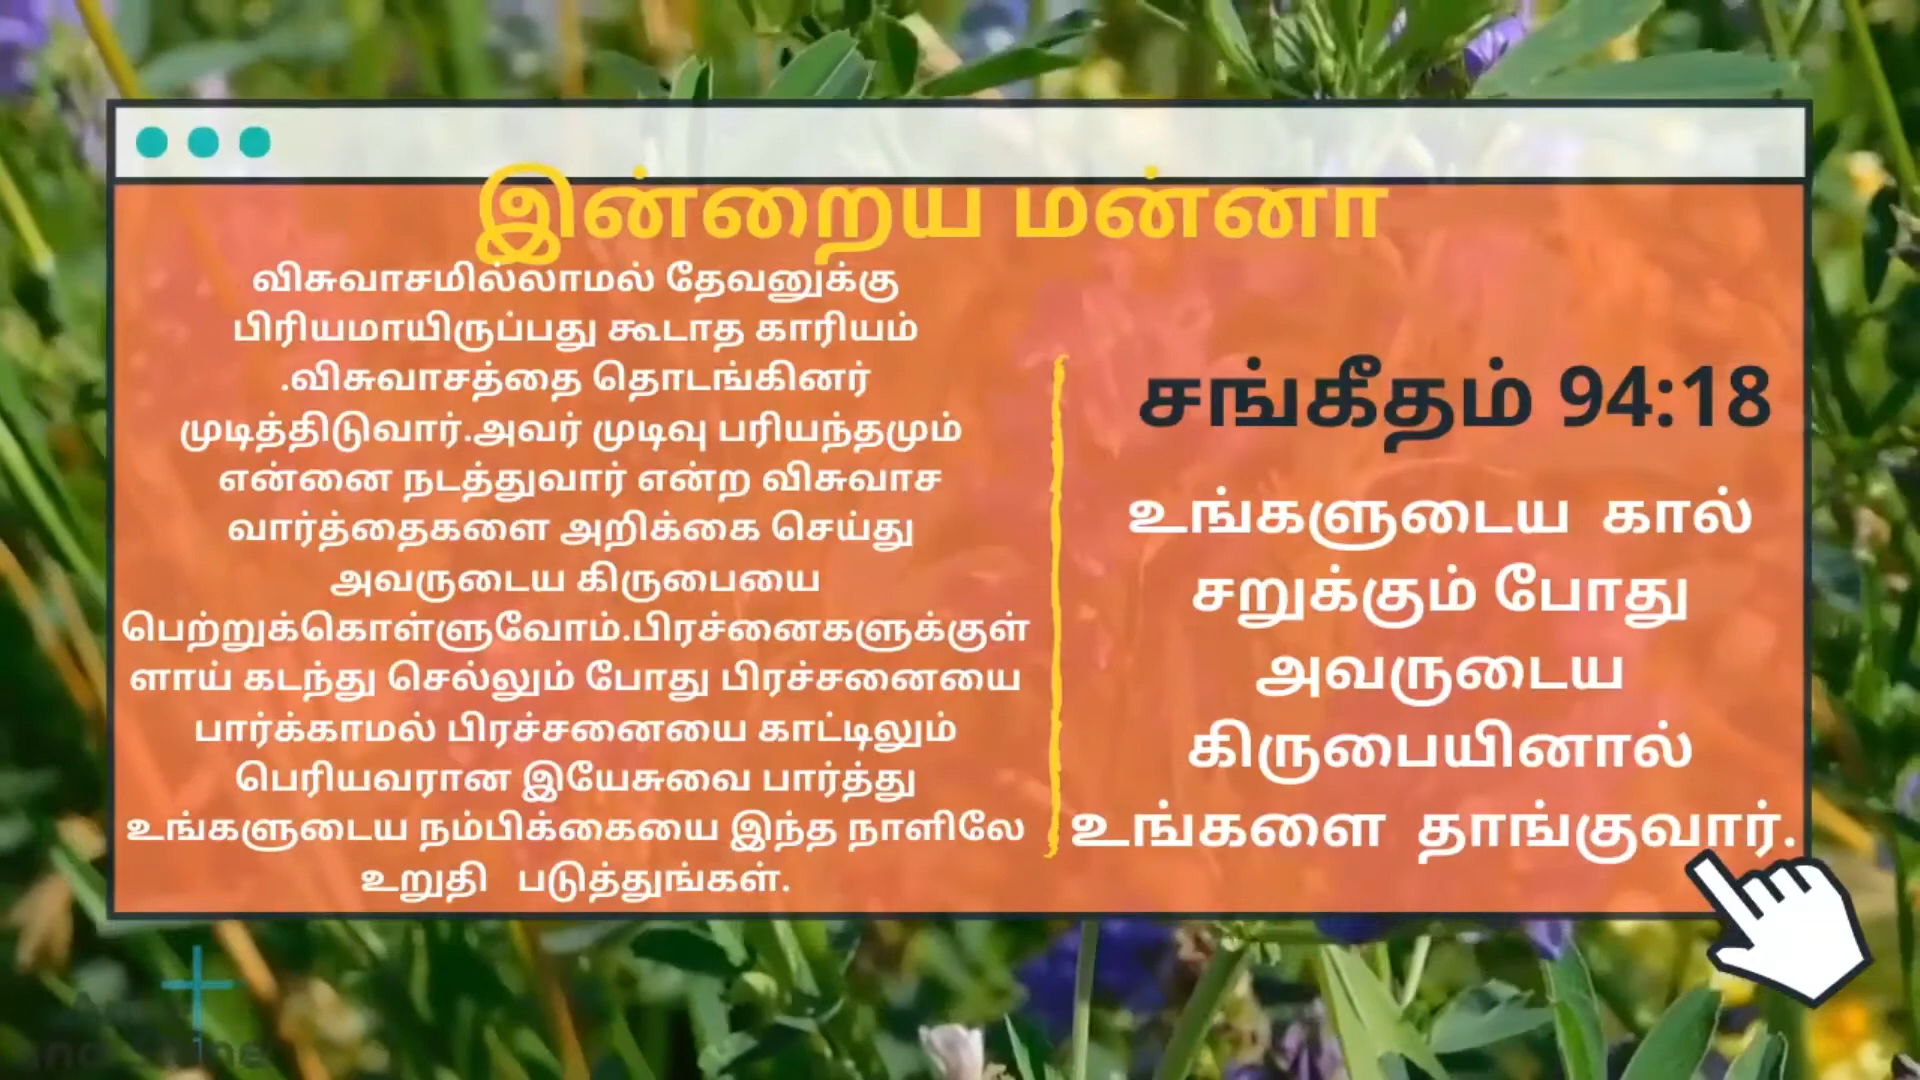 இன்றைய மன்னா
விசுவாசமில்லாமல் தேவனுக்கு
பிரியமாயிருப்பது கூடாத காரியம்
.விசுவாசத்தை தொடங்கினர்
முடித்திடுவார்.அவர் முடிவு பரியந்தமும்
என்னை நடத்துவார் என்ற விசுவாச
வார்த்தைகளை அறிக்கை செய்து
அவருடைய கிருபையை
பெற்றுக்கொள்ளுவோம்.பிரச்னைகளுக்குள்
ளாய் கடந்து செல்லும் போது பிரச்சனையை
பார்க்காமல் பிரச்சனையை காட்டிலும்
பெரியவரான இயேசுவை பார்த்து
உங்களுடைய நம்பிக்கையை இந்த நாளிலே
உறுதி படுத்துங்கள்.
சங்கீதம் 94:18
உங்களுடைய கால்
சறுக்கும் போது
அவருடைய
கிருபையினால்
உங்களை தாங்குவார்.